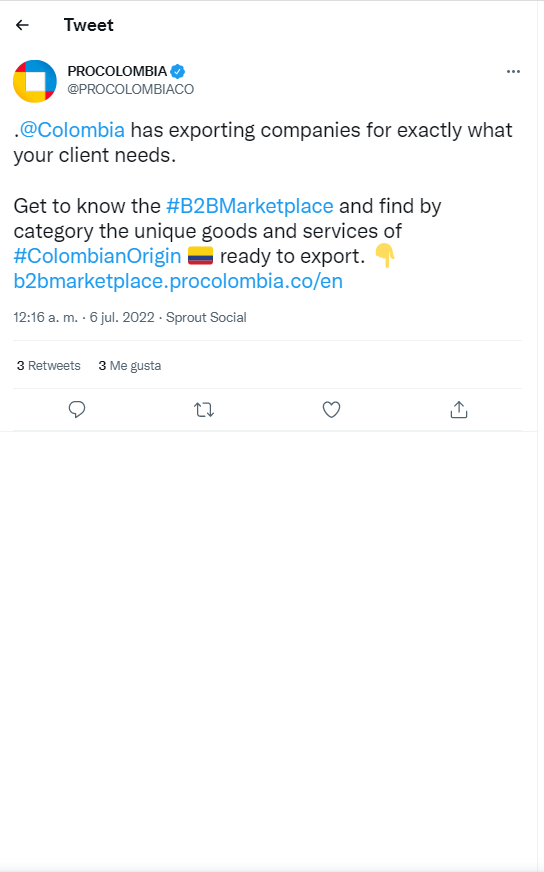 Tweet
PROCOLOMBIA
@PROCOLOMBIACO
.@Colombia has exporting companies for exactly what
your client needs.
Get to know the #B2BMarketplace and find by
category the unique goods and services of
#ColombianOrigin 🇨🇴 ready to export. 👇
b2bmarketplace.procolombia.co/en
12:16 a. m. · 6 jul. 2022 · Sprout Social
3 Retweets 3 Me gusta